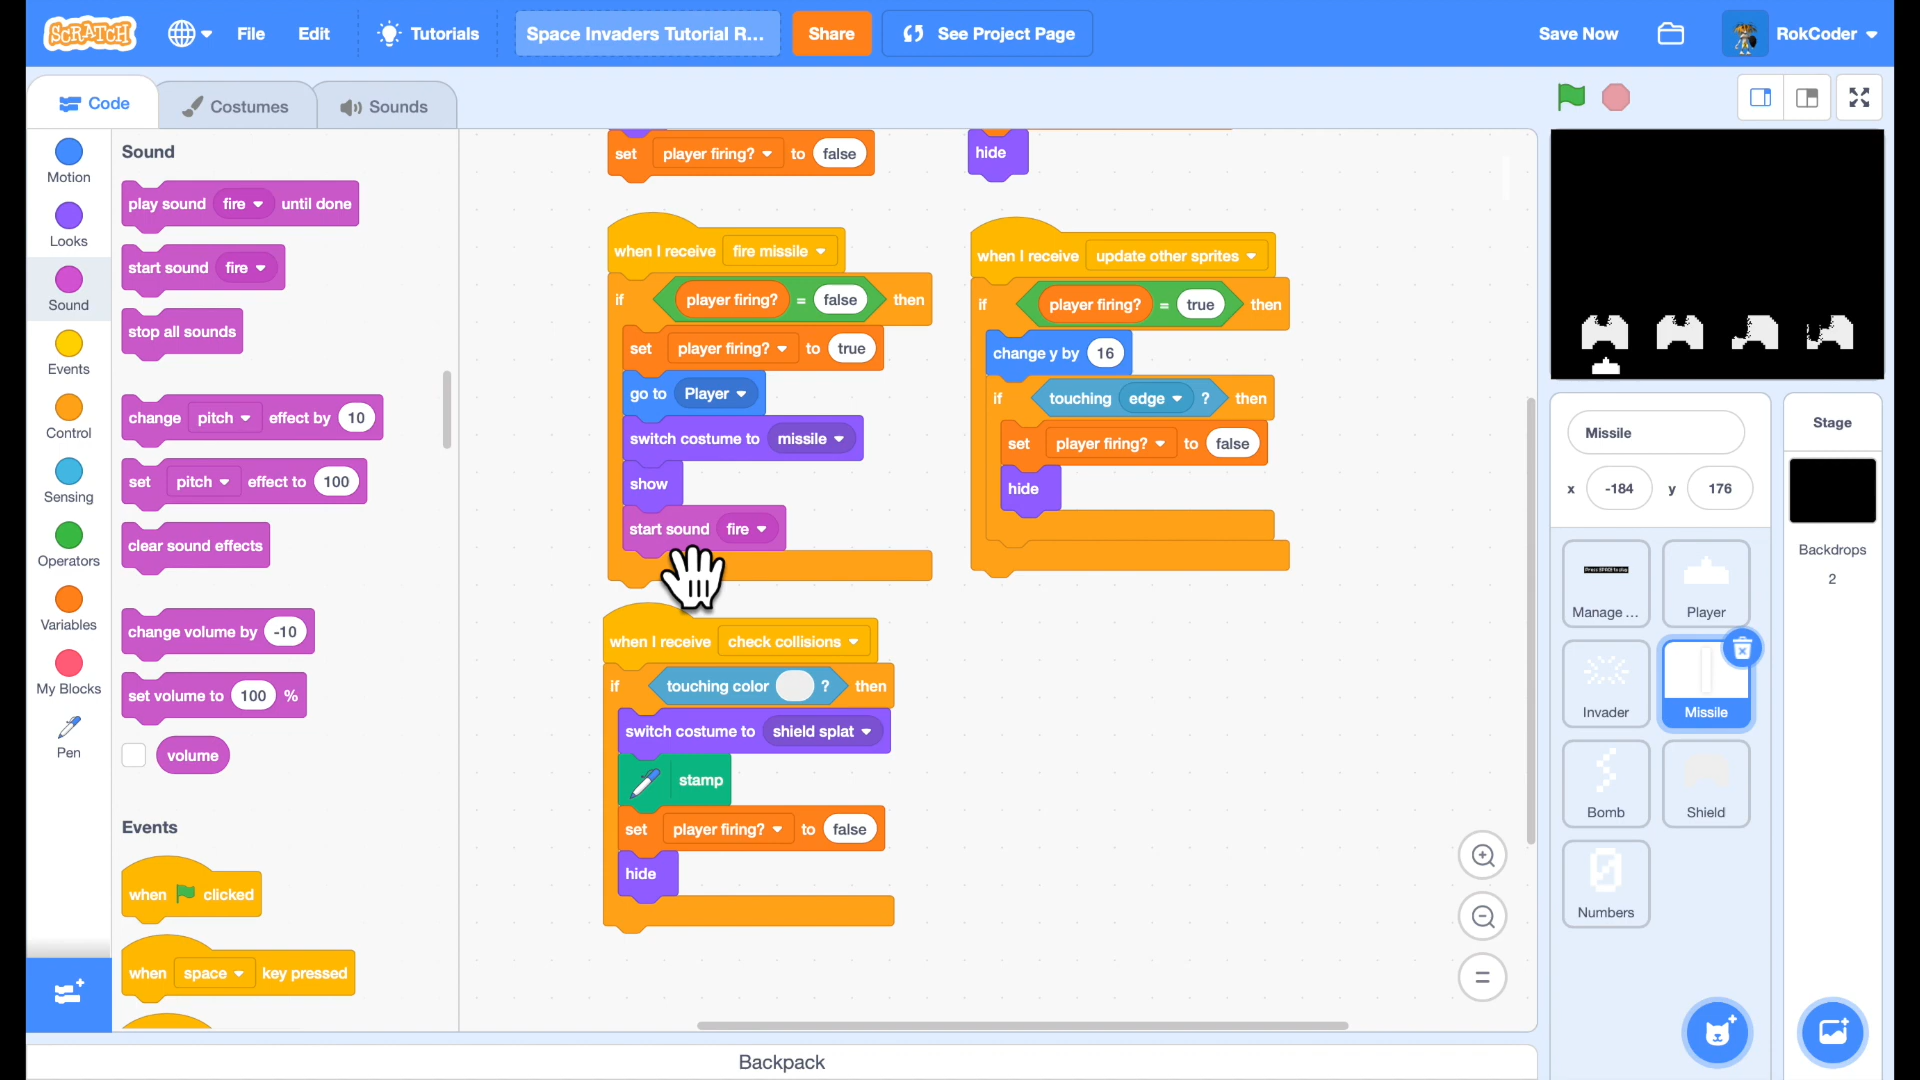 SCRATCH
File
Edit
Tutorials
Space Invaders Tutorial R...
Share
See Project Page
Save Now
RokCoder
Code
Costumes
Sounds
Motion
Looks
Sound
Events
Control
Sensing
Operators
Variables
My Blocks
Pen
Sound
play sound fire until done
start sound fire
stop all sounds
change pitch effect by 10
set pitch effect to 100
clear sound effects
change volume by -10
set volume to 100 %
volume
Events
when clicked
when space key pressed
set player firing? to false
when I receive fire missile
if player firing? = false then
set player firing? to true
go to Player
switch costume to missile
show
start sound fire
when I receive check collisions
if touching color ? then
switch costume to shield splat
stamp
set player firing? to false
hide
hide
when I receive update other sprites
if player firing? = true then
change y by 16
if touching edge ? then
set player firing? to false
hide
Missile
x -184 y 176
Press SPACE to play
Manage ...
Player
Invader
Missile
Bomb
Shield
0
Numbers
Stage
Backdrops
2
Backpack